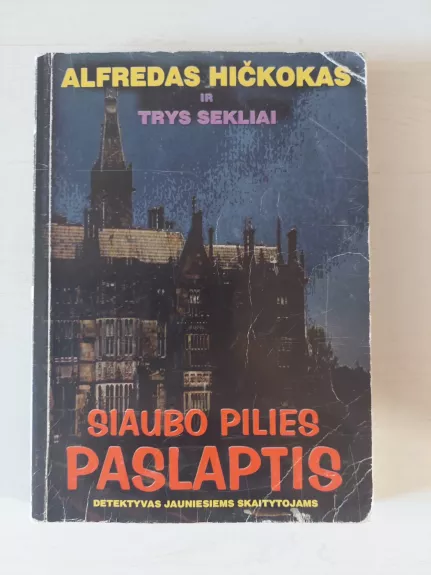 ALFREDAS HIČKOKAS
IR
TRYS SEKLIAI
SIAUBO PILIES
PASLAPTIS
DETEKTYVAS JAUNIESIEMS SKAITYTOJAMS